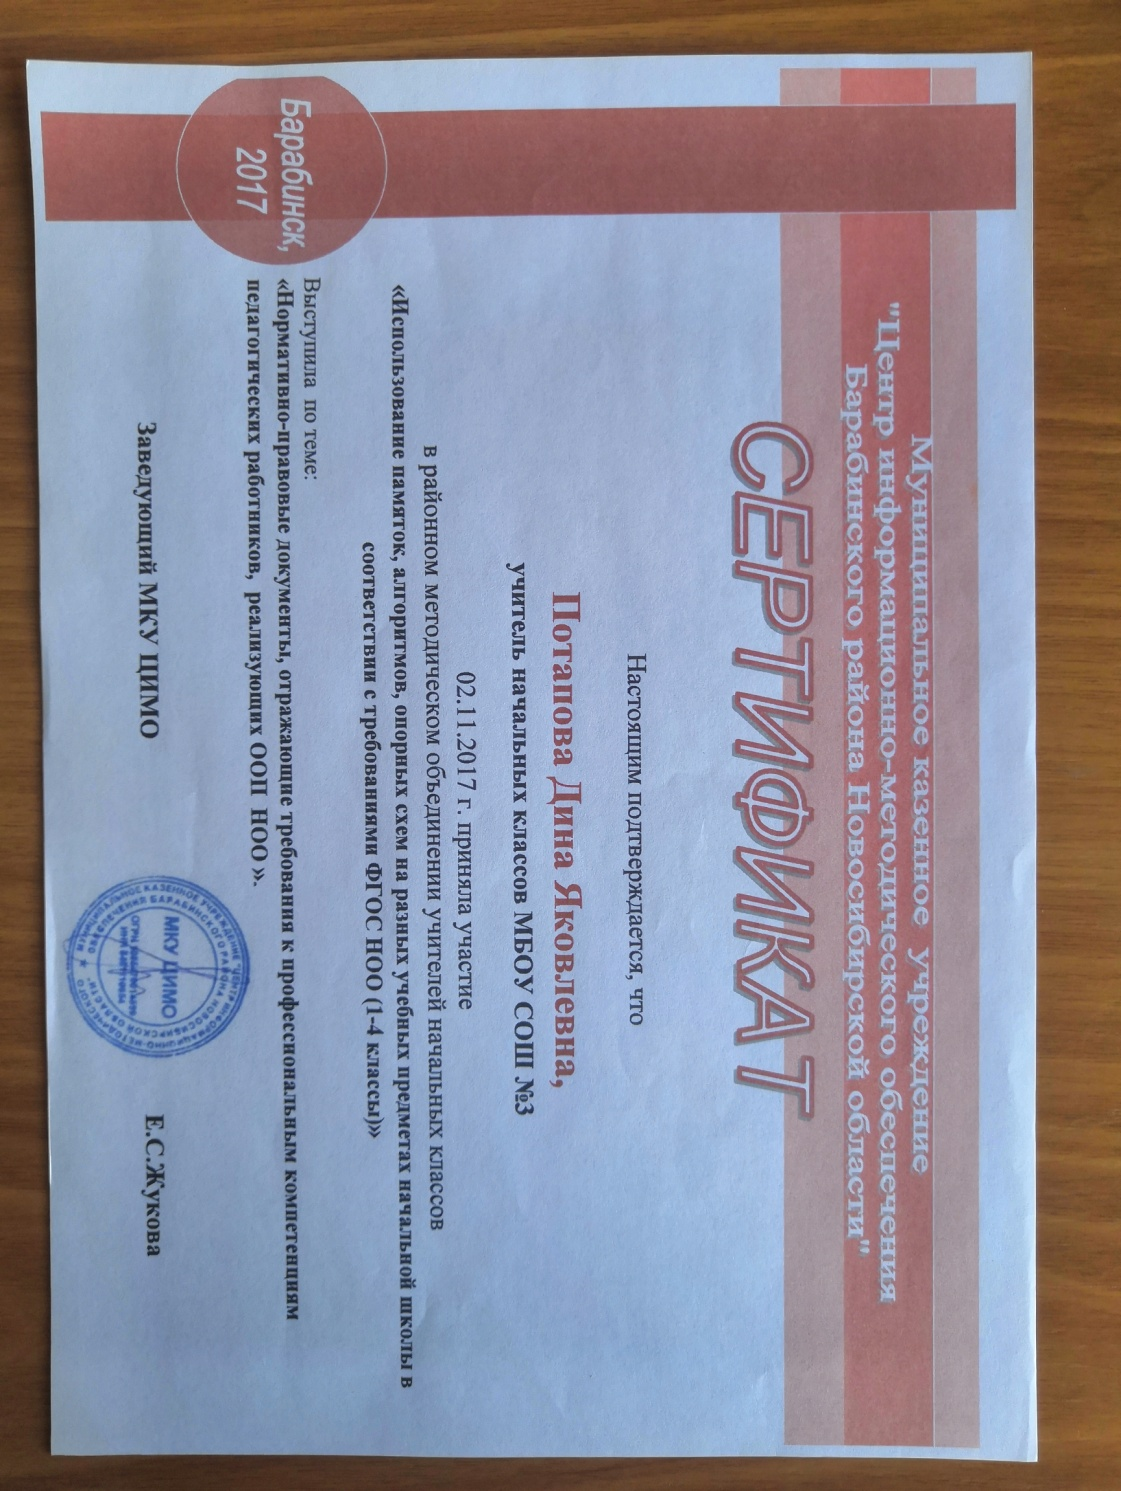 Муниципальное казенное учреждение
"Центр информационно-методического обеспечения
Барабинского района Новосибирской области"
СЕРТИФИКАТ
Настоящим подтверждается, что
Потапова Дина Яковлевна,
учитель начальных классов МБОУ СОШ №3
02.11.2017 г. приняла участие
в районном методическом объединении учителей начальных классов
«Использование памяток, алгоритмов, опорных схем на разных учебных предметах начальной школы в
соответствии с требованиями ФГОС НОО (1-4 классы)»
Выступила по теме:
«Нормативно-правовые документы, отражающие требования к профессиональным компетенциям
педагогических работников, реализующих ООП НОО ».
Заведующий МКУ ЦИМО
Е.С.Жукова
МКУ ЦИМО
Барабинск,
2017